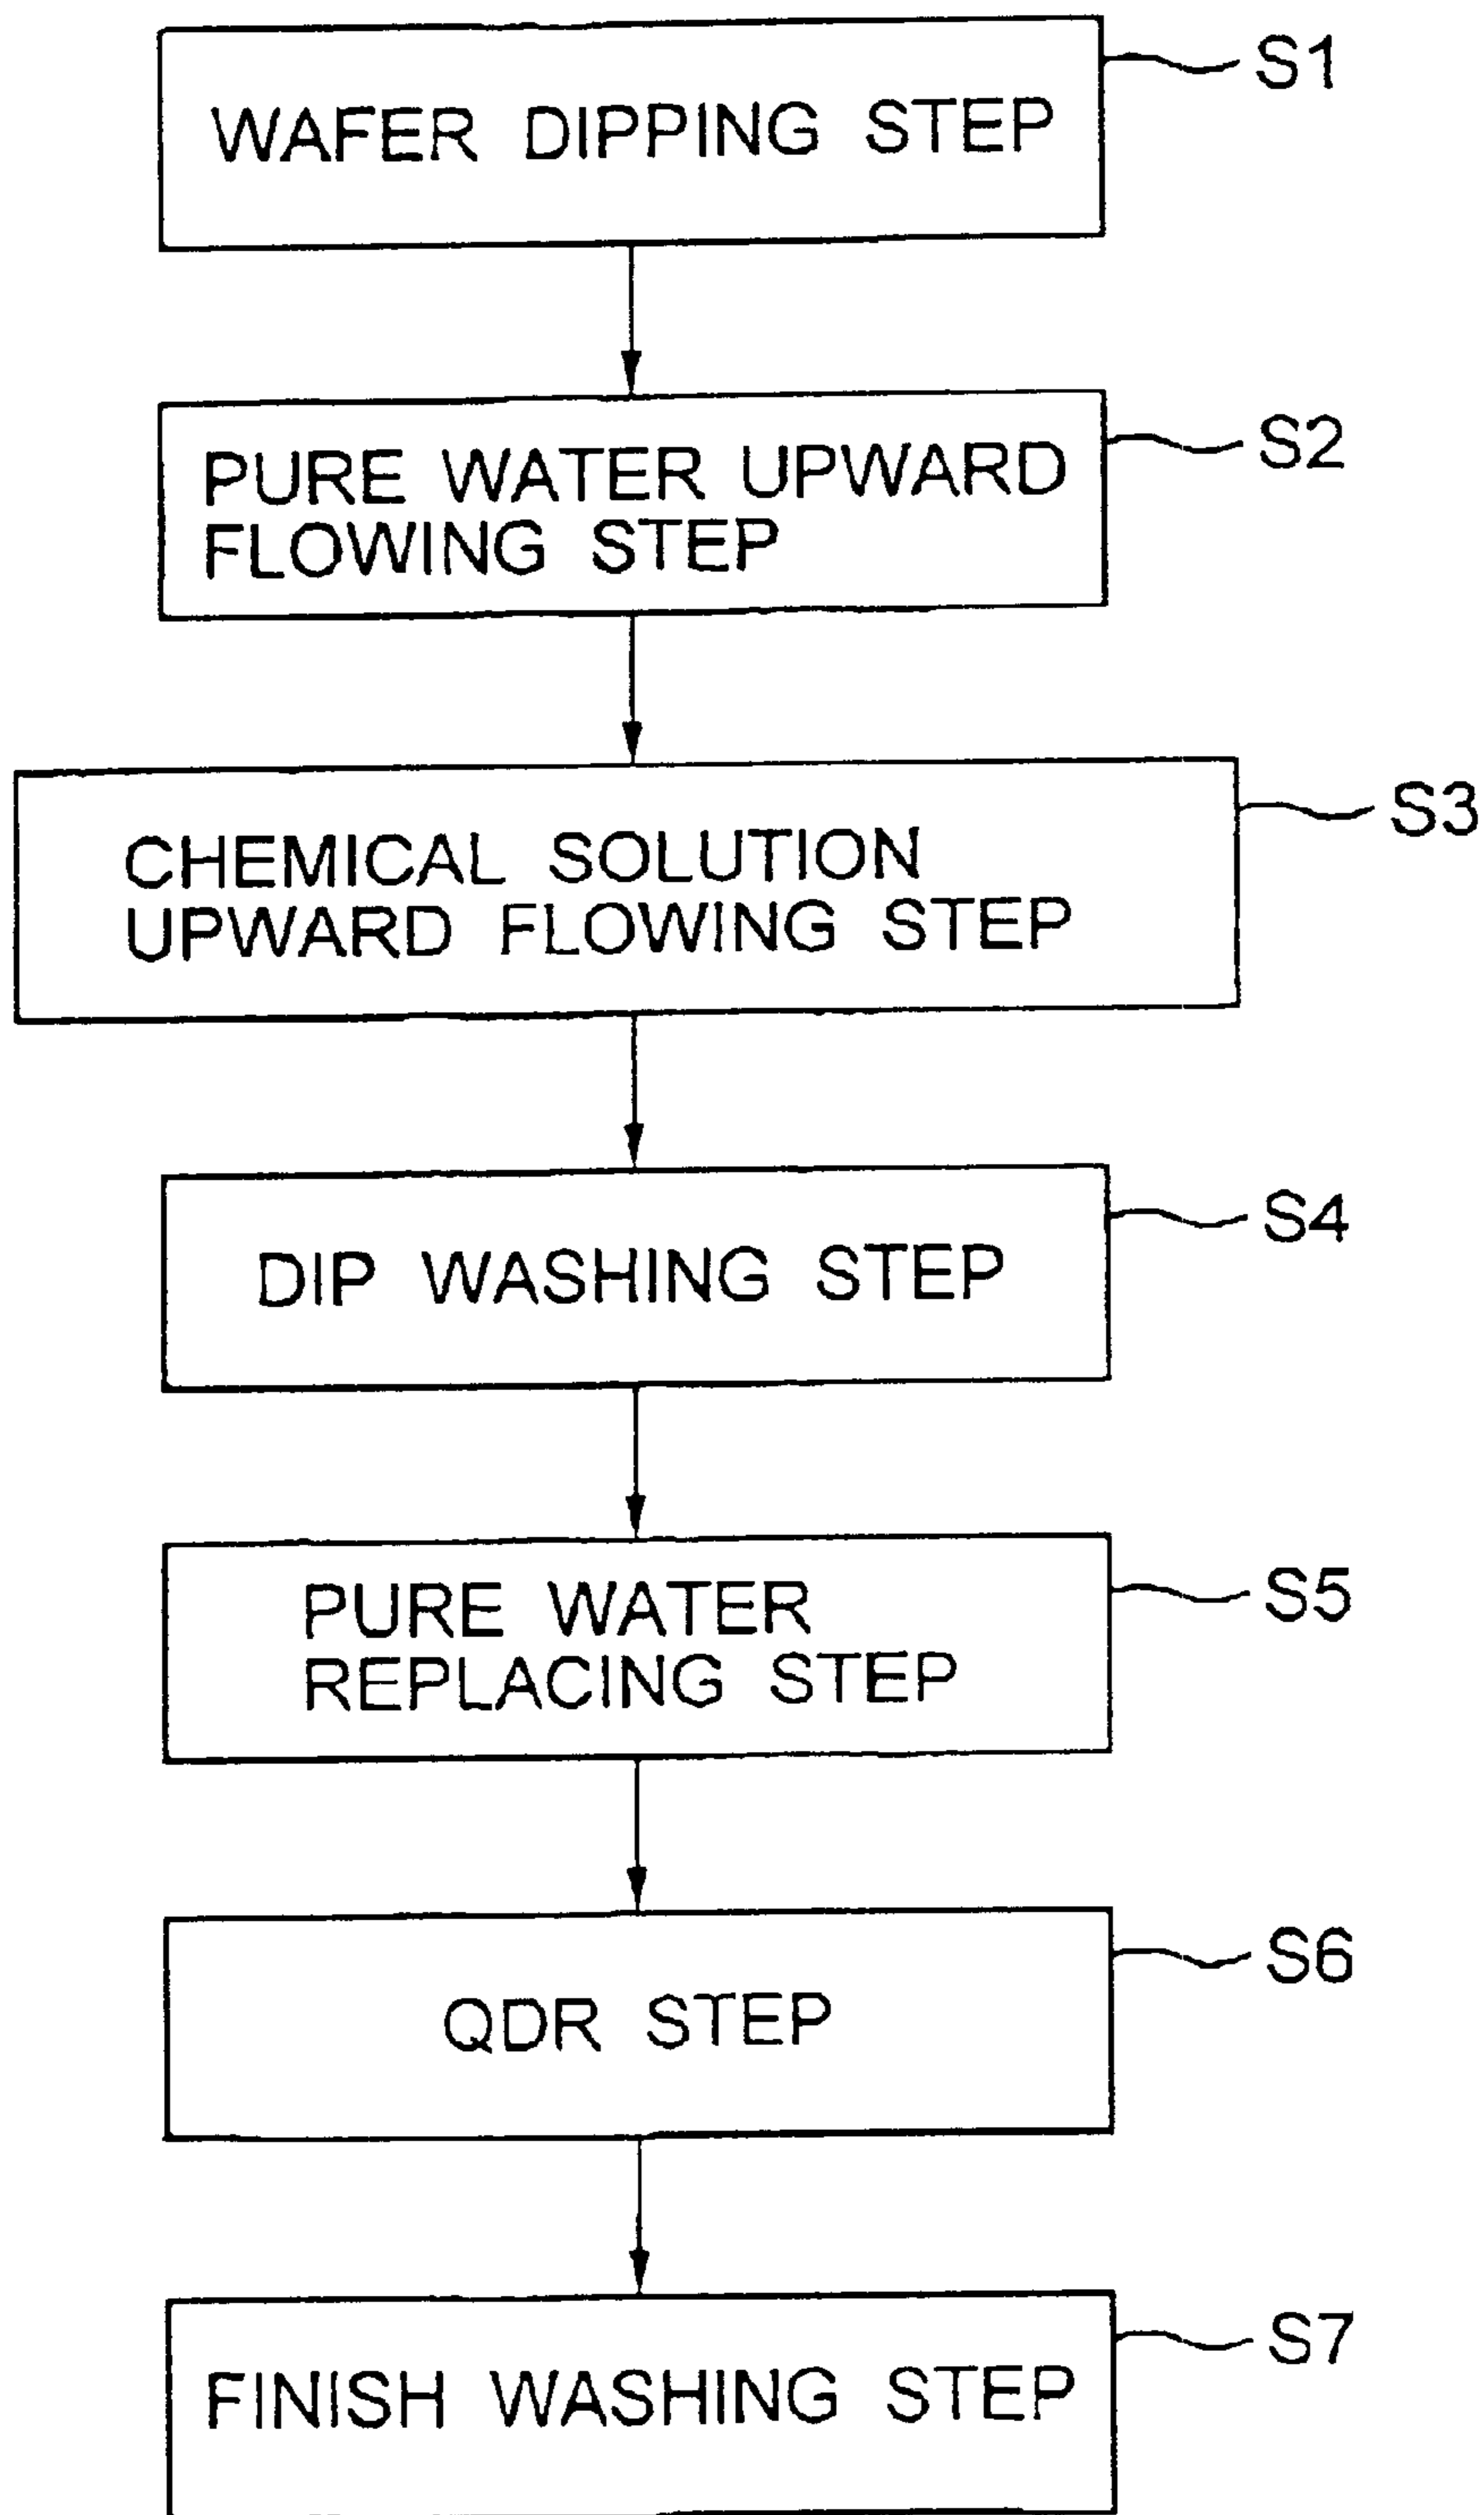 WAFER DIPPING STEP
S1
PURE WATER UPWARD
FLOWING STEP
S2
CHEMICAL SOLUTION
UPWARD FLOWING STEP
S3
DIP WASHING STEP
S4
PURE WATER
REPLACING STEP
S5
QDR STEP
S6
FINISH WASHING STEP
S7